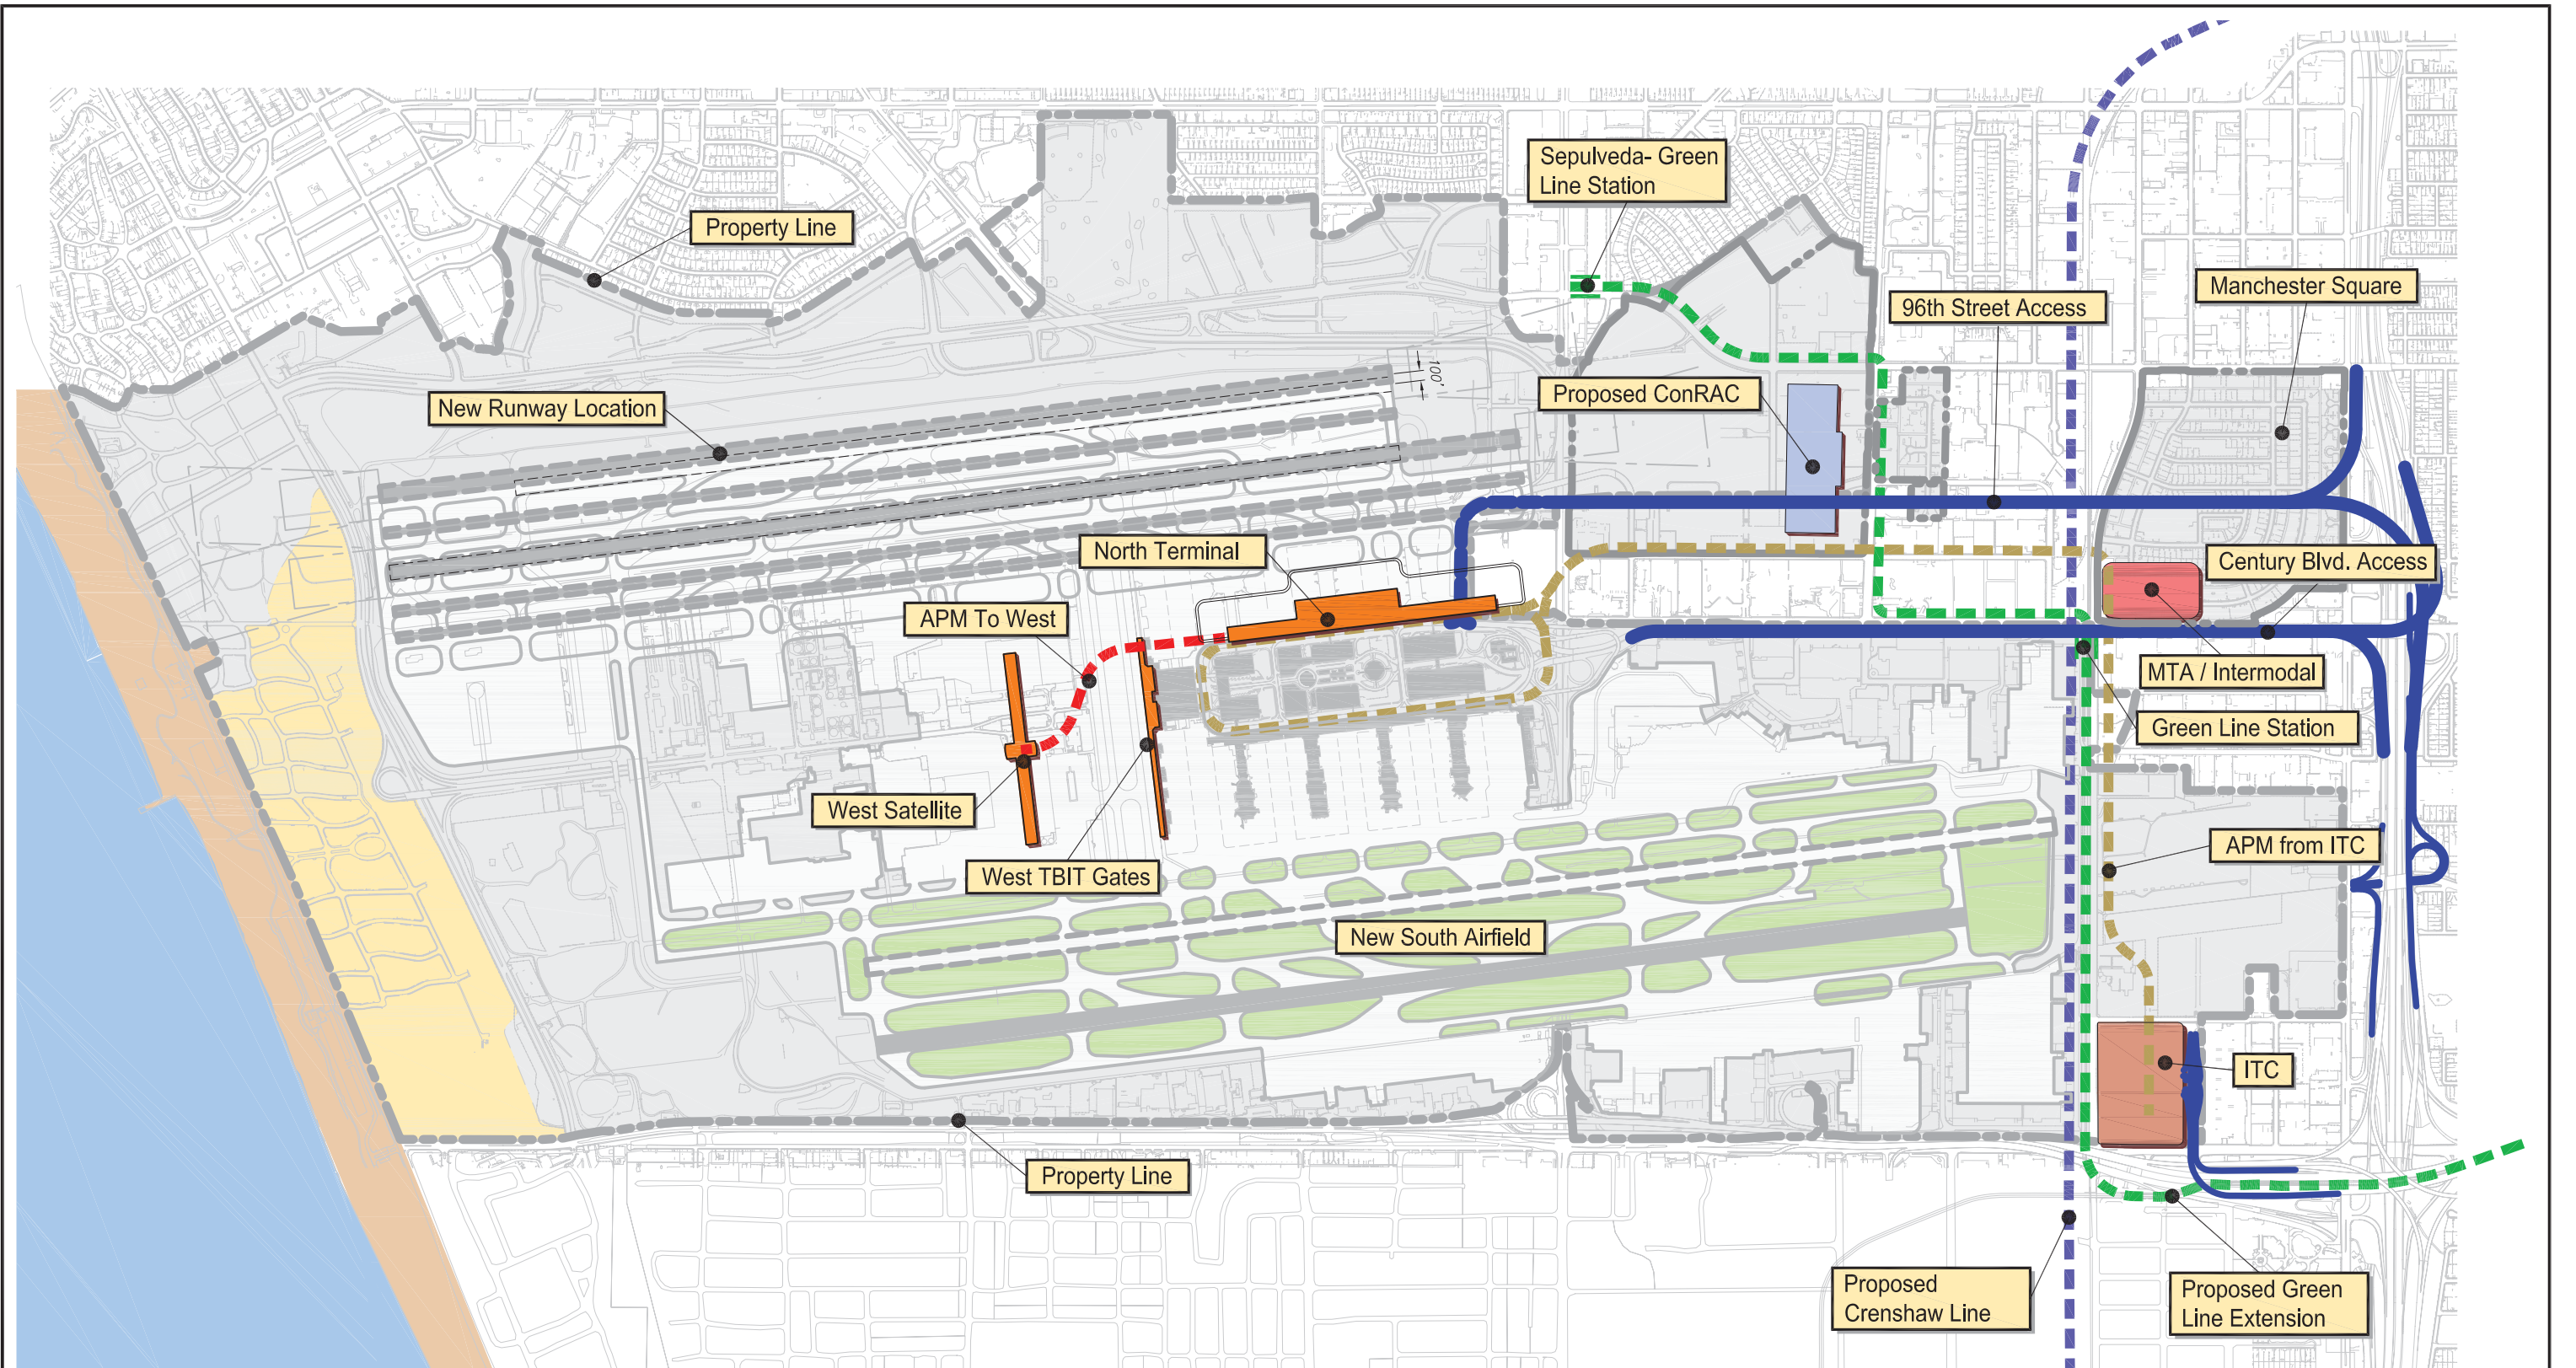 Sepulveda- Green
Line Station
Property Line
Manchester Square
96th Street Access
100'
New Runway Location
Proposed ConRAC
North Terminal
Century Blvd. Access
APM To West
MTA / Intermodal
Green Line Station
West Satellite
APM from ITC
West TBIT Gates
New South Airfield
ITC
Property Line
Proposed
Crenshaw Line
Proposed Green
Line Extension